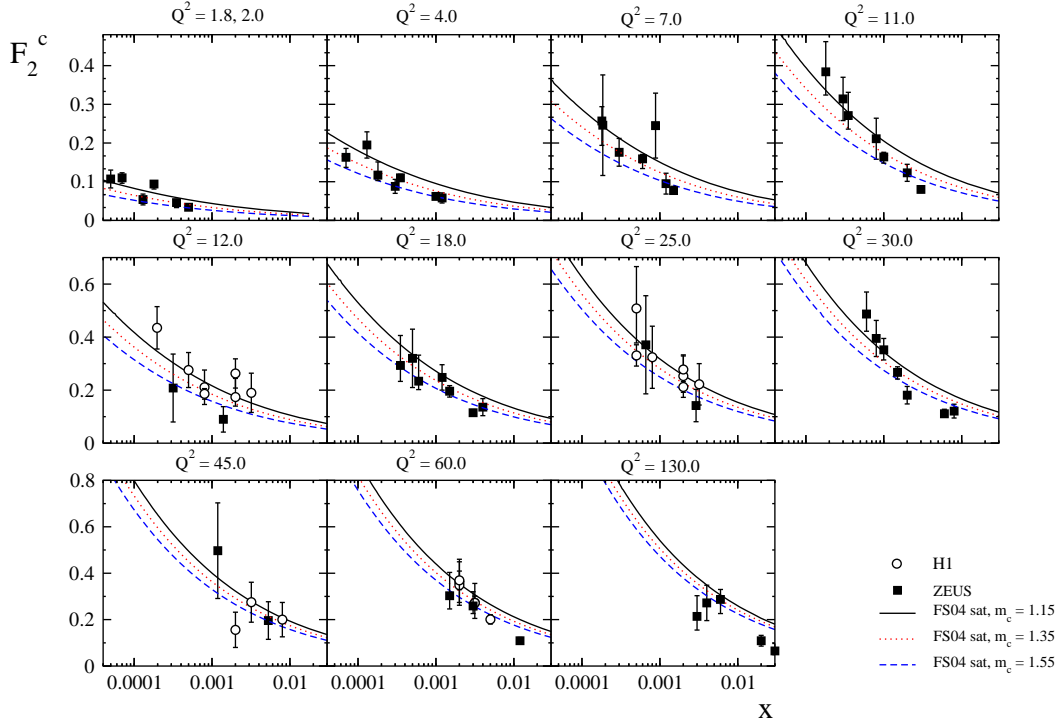 Q² = 1.8, 2.0 Q² = 4.0 Q² = 7.0 Q² = 11.0
F₂ᶜ
0.4
0.3
0.2
0.1
0
Q² = 12.0 Q² = 18.0 Q² = 25.0 Q² = 30.0
0.6
0.4
0.2
0
Q² = 45.0 Q² = 60.0 Q² = 130.0
0.8
0.6
0.4
0.2
0
H1
ZEUS
FS04 sat, m_c = 1.15
FS04 sat, m_c = 1.35
FS04 sat, m_c = 1.55
0.0001 0.001 0.01 0.0001 0.001 0.01 0.0001 0.001 0.01
x